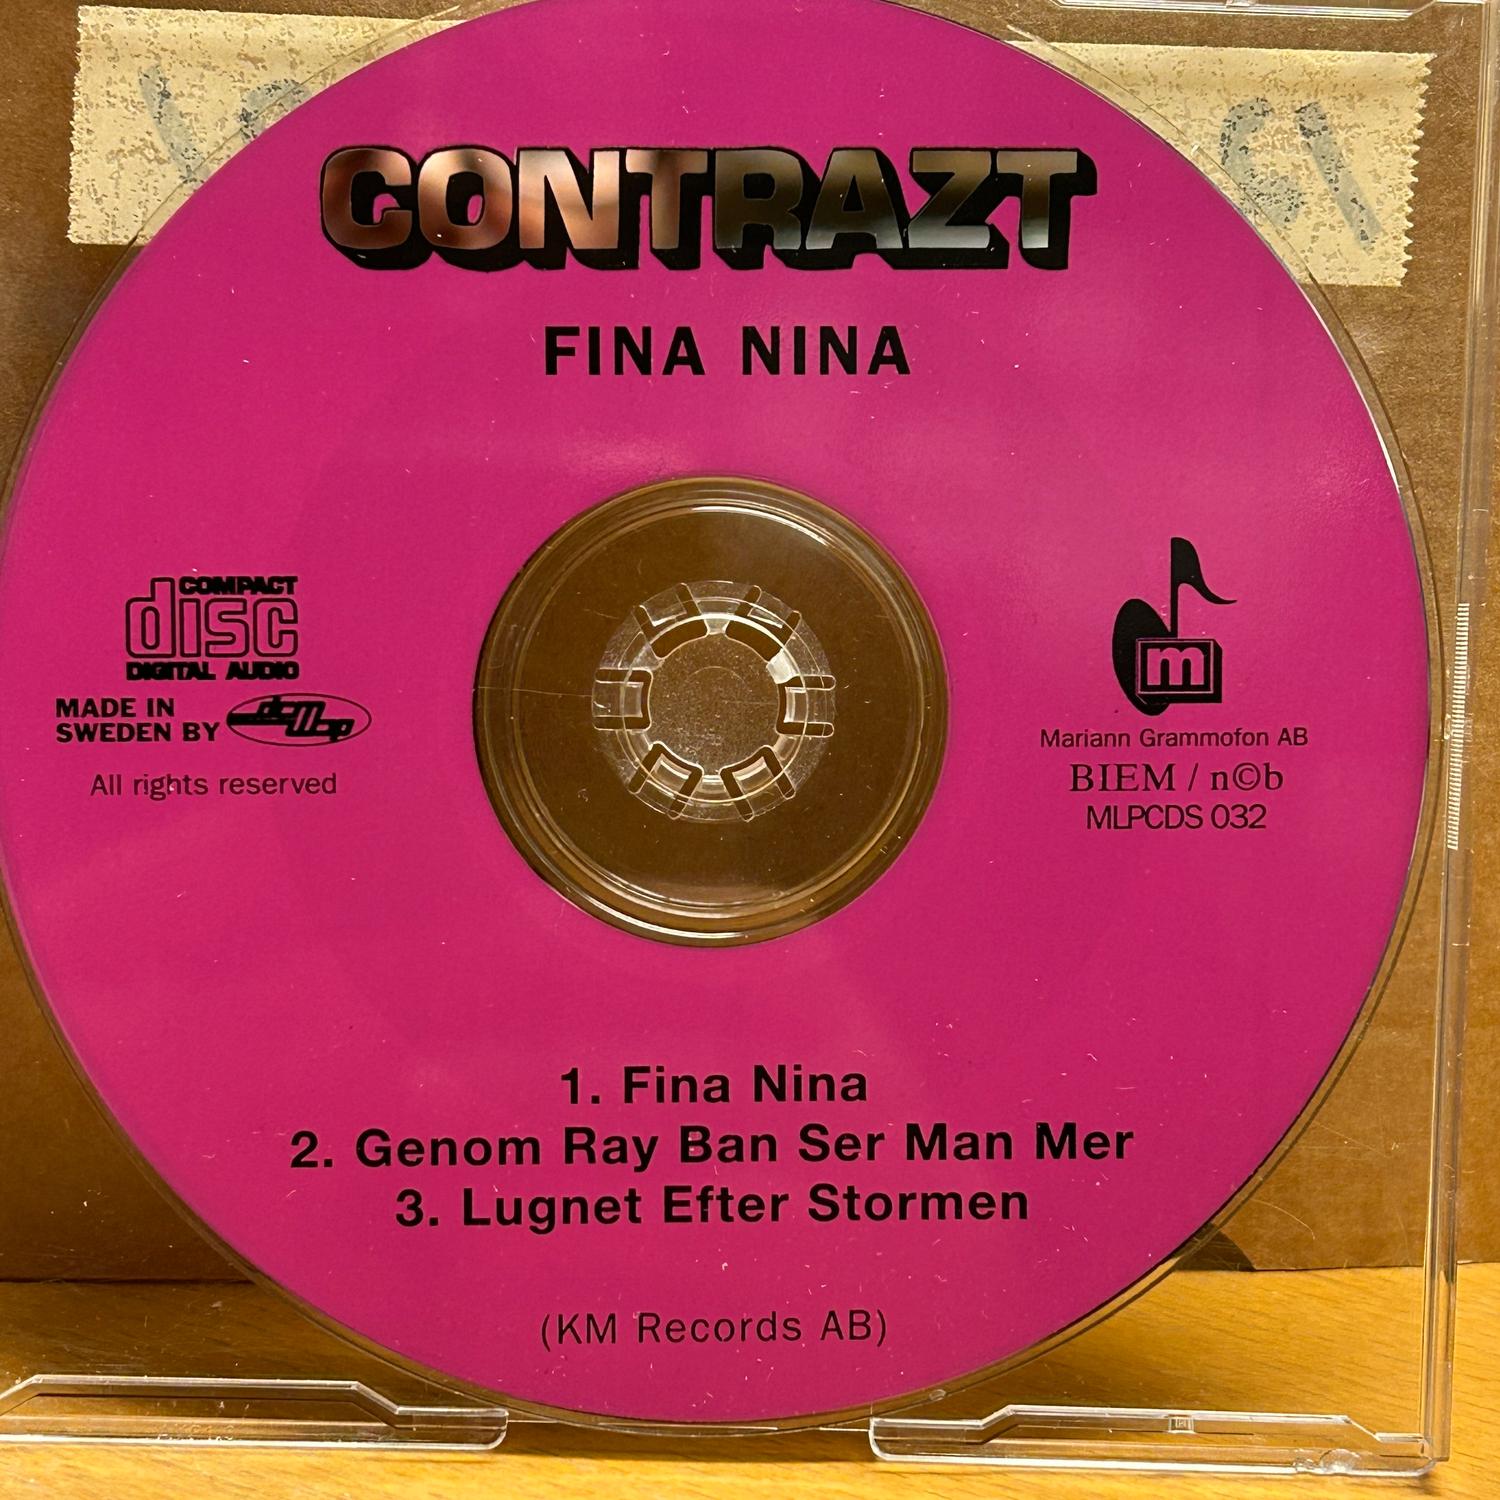 CONTRAZT
FINA NINA
COMPACT
disc
DIGITAL AUDIO
MADE IN
SWEDEN BY
All rights reserved
m
Mariann Grammofon AB
BIEM / n©b
MLPCDS 032
1. Fina Nina
2. Genom Ray Ban Ser Man Mer
3. Lugnet Efter Stormen
(KM Records AB)